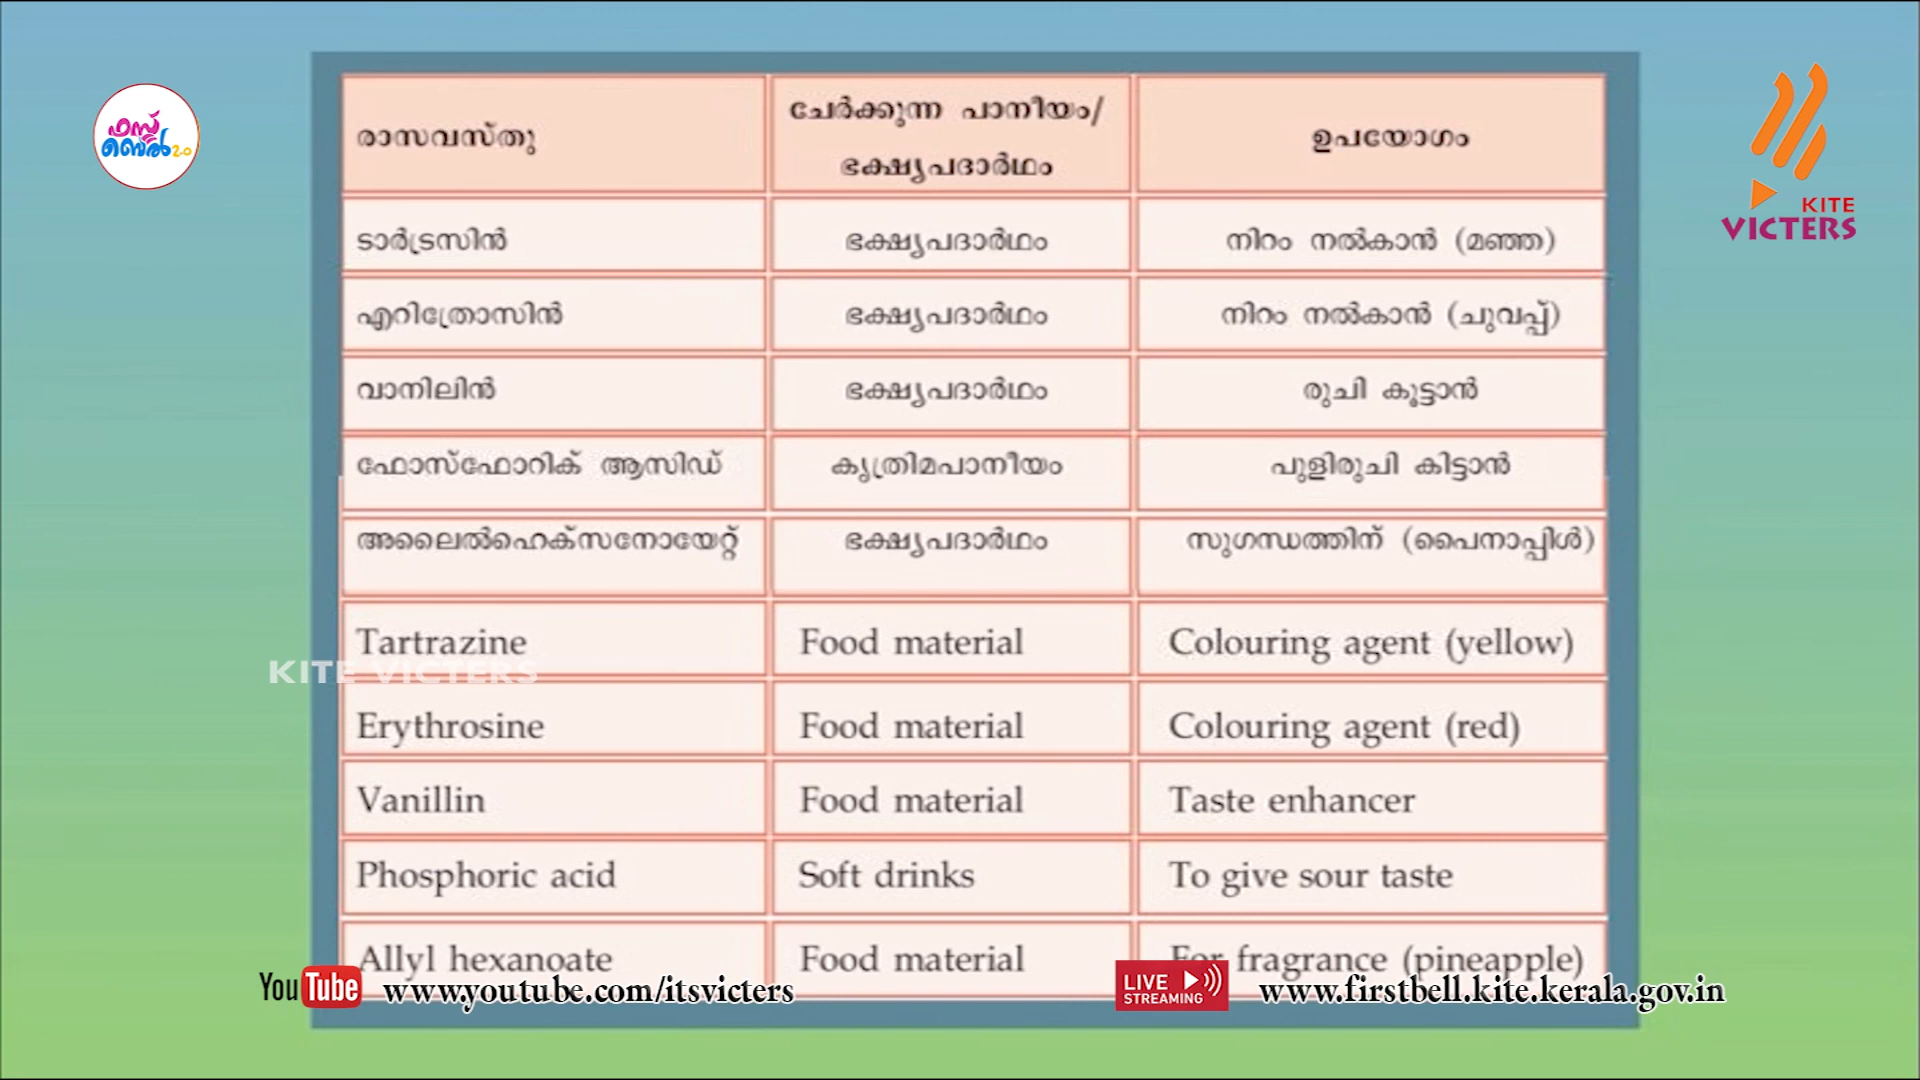 ഫസ്റ്റ്
ബെൽ 2.0
KITE
VICTERS
രാസവസ്തു
ചേർക്കുന്ന പാനീയം/
ഭക്ഷ്യപദാർഥം
ഉപയോഗം
ടാർട്രസിൻ ഭക്ഷ്യപദാർഥം നിറം നൽകാൻ (മഞ്ഞ)
എറിത്രോസിൻ ഭക്ഷ്യപദാർഥം നിറം നൽകാൻ (ചുവപ്പ്)
വാനിലിൻ ഭക്ഷ്യപദാർഥം രുചി കൂട്ടാൻ
ഫോസ്ഫോറിക് ആസിഡ് കൃത്രിമപാനീയം പുളിരുചി കിട്ടാൻ
അലൈൽഹെക്സനോയേറ്റ് ഭക്ഷ്യപദാർഥം സുഗന്ധത്തിന് (പൈനാപ്പിൾ)
Tartrazine Food material Colouring agent (yellow)
KITE VICTERS
Erythrosine Food material Colouring agent (red)
Vanillin Food material Taste enhancer
Phosphoric acid Soft drinks To give sour taste
Allyl hexanoate Food material For fragrance (pineapple)
YouTube www.youtube.com/itsvicters
LIVE
STREAMING
www.firstbell.kite.kerala.gov.in